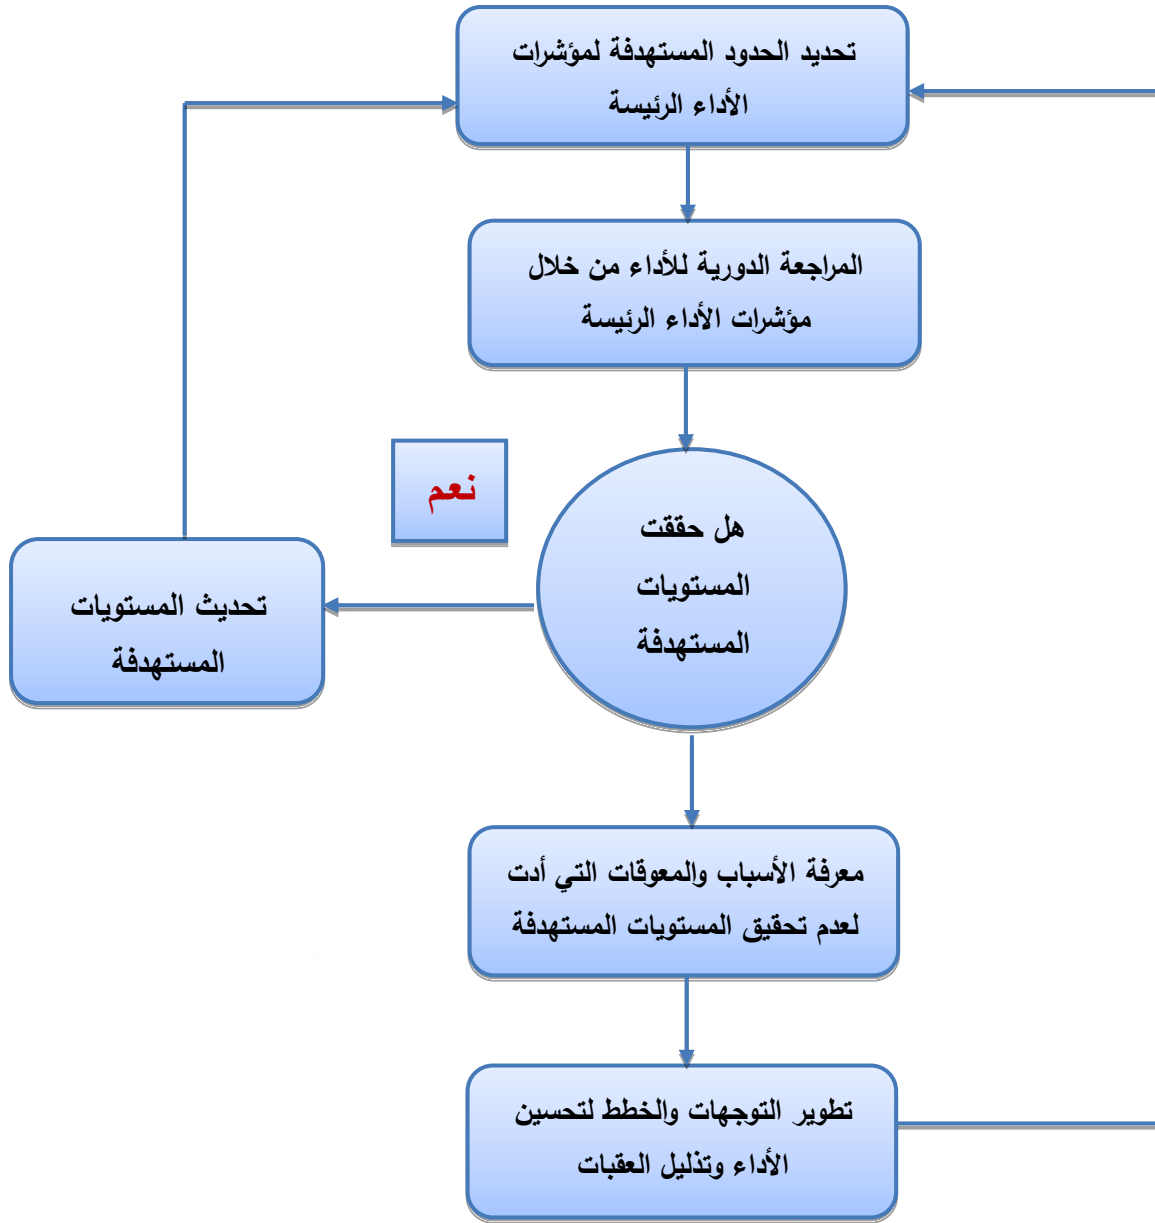 تحديد الحدود المستهدفة لمؤشرات
الأداء الرئيسة
المراجعة الدورية للأداء من خلال
مؤشرات الأداء الرئيسة
نعم
هل حققت
المستويات
المستهدفة
تحديث المستويات
المستهدفة
معرفة الأسباب والمعوقات التي أدت
لعدم تحقيق المستويات المستهدفة
تطوير التوجهات والخطط لتحسين
الأداء وتذليل العقبات